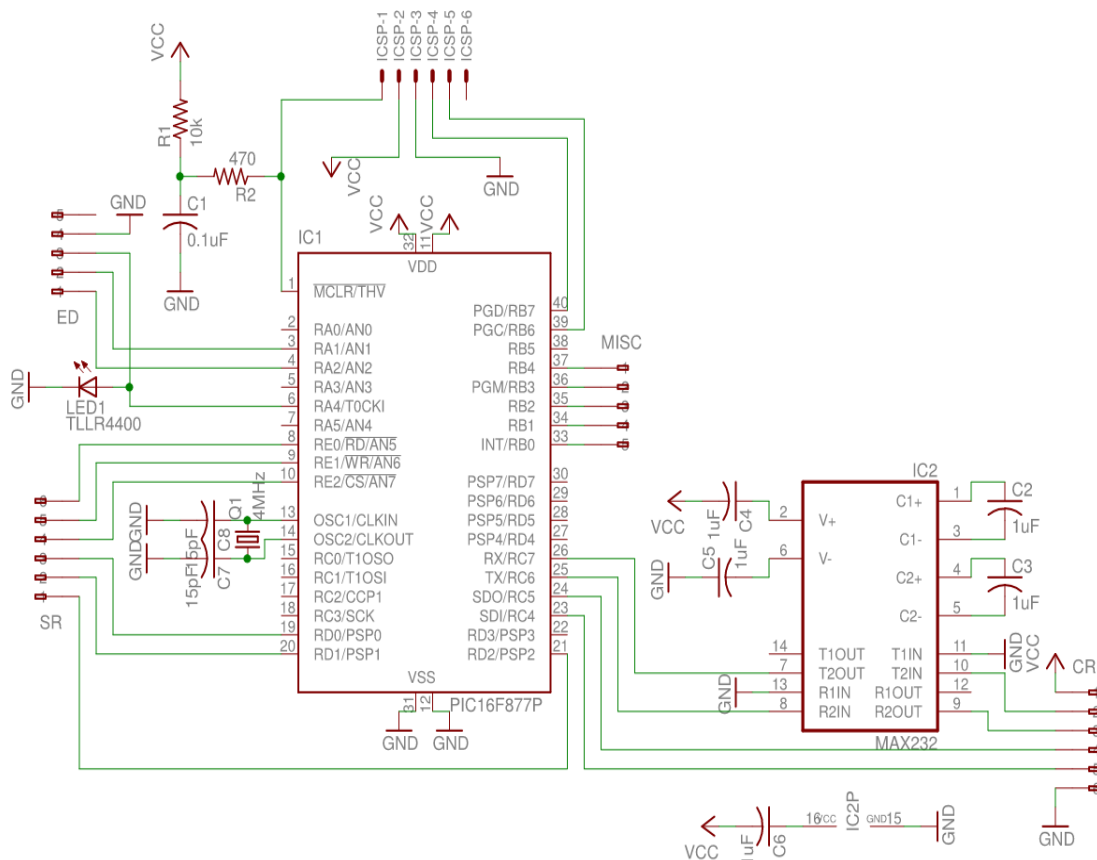 ICSP-1
ICSP-2
ICSP-3
ICSP-4
ICSP-5
ICSP-6
VCC
R1
10k
470
R2
VCC
GND
GND
C1
0.1uF
GND
VCC
VCC
IC1
32
11
VDD
ED
GND
LED1
TLLR4400
1 MCLR/THV
2 RA0/AN0
3 RA1/AN1
4 RA2/AN2
5 RA3/AN3
6 RA4/T0CKI
7 RA5/AN4
8 RE0/RD/AN5
9 RE1/WR/AN6
10 RE2/CS/AN7
13 OSC1/CLKIN
14 OSC2/CLKOUT
15 RC0/T1OSO
16 RC1/T1OSI
17 RC2/CCP1
18 RC3/SCK
19 RD0/PSP0
20 RD1/PSP1
PGD/RB7 40
PGC/RB6 39
RB5 38
RB4 37
PGM/RB3 36
RB2 35
RB1 34
INT/RB0 33
PSP7/RD7 30
PSP6/RD6 29
PSP5/RD5 28
PSP4/RD4 27
RX/RC7 26
TX/RC6 25
SDO/RC5 24
SDI/RC4 23
RD3/PSP3 22
RD2/PSP2 21
VSS
31
12
PIC16F877P
GND
GND
MISC
Q1
4MHz
GND
GND
15pF
15pF
C8
C7
SR
IC2
VCC
1uF
C4
GND
C5
1uF
2 V+
6 V-
C1+ 1
C1- 3
C2+ 4
C2- 5
C2
1uF
C3
1uF
14 T1OUT
7 T2OUT
13 R1IN
8 R2IN
T1IN 11
T2IN 10
R1OUT 12
R2OUT 9
GND
GND
VCC
CR
MAX232
GND
VCC
1uF
C6
16 VCC
IC2P
GND 15
GND